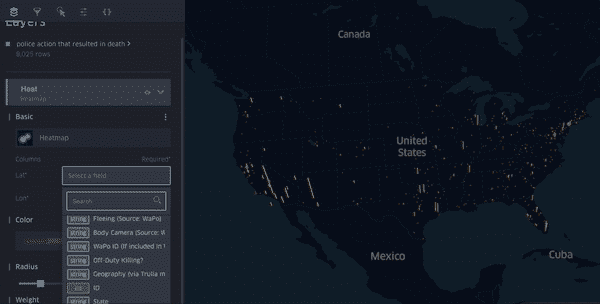 Layers
police action that resulted in death
8,025 rows
Heat
heatmap
Basic
Heatmap
Columns
Required*
Lat*
Select a field
Lon*
Search
string Fleeing (Source: WaPo)
string Body Camera (Source: W
Color
string WaPo ID (If included in
string Off-Duty Killing?
Radius
string Geography (via Trulia m
int ID
Weight
string State
Canada
United
States
Mexico
Cuba